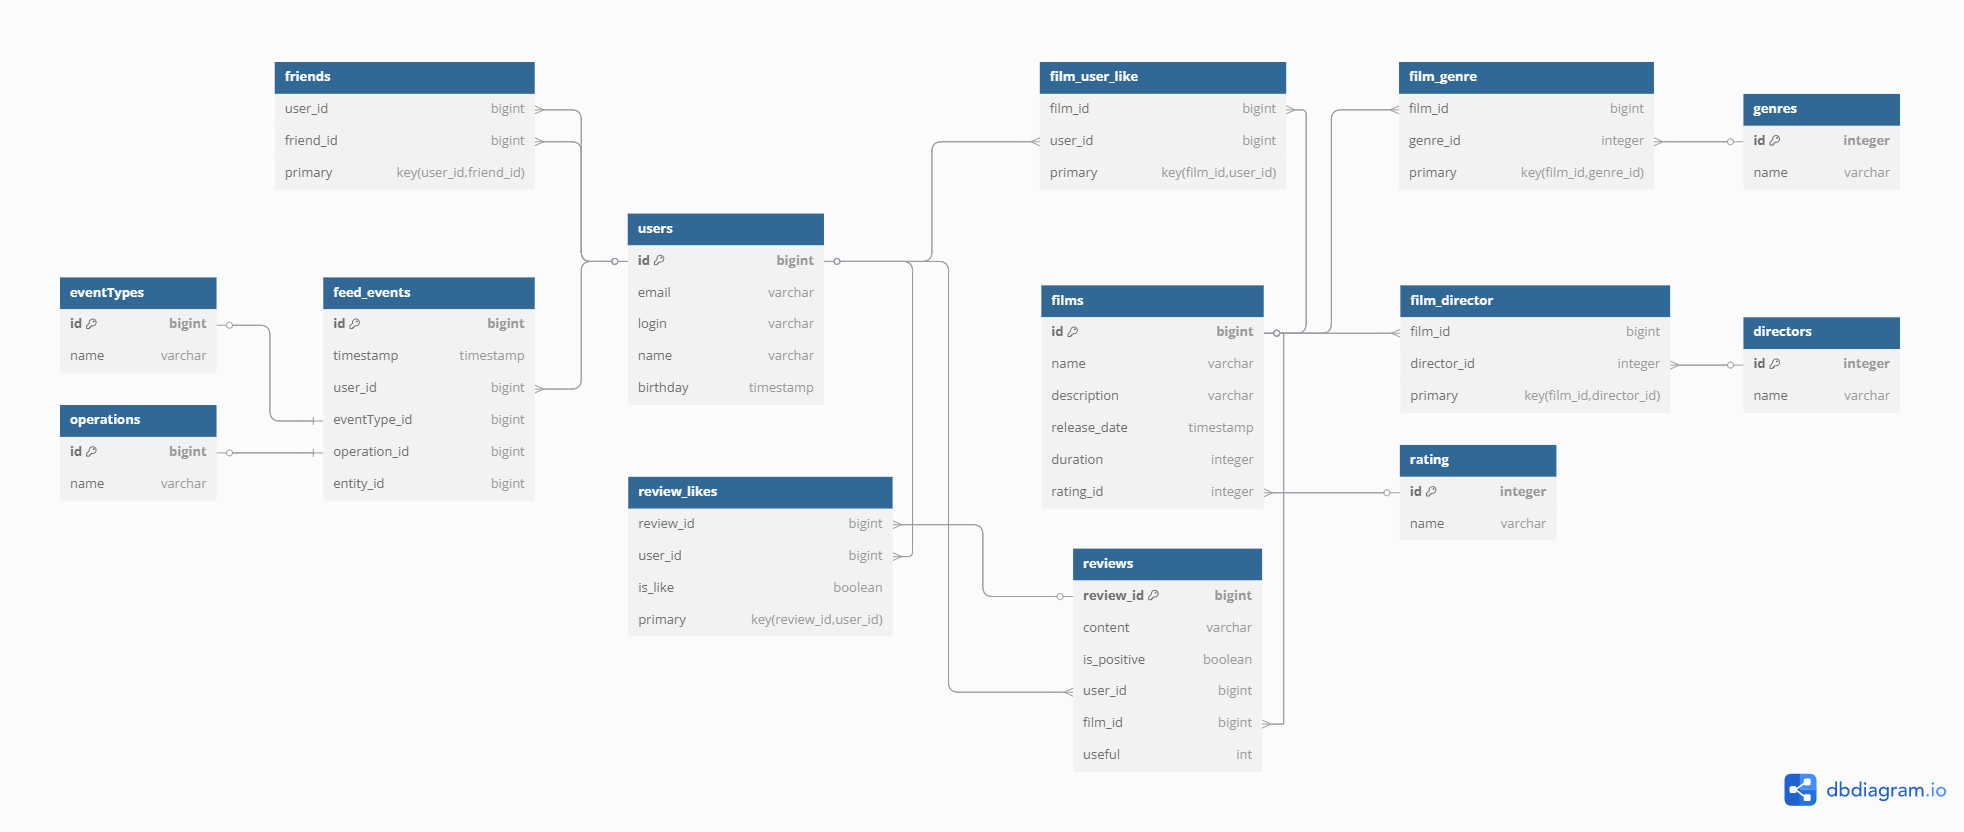 friends
user_id bigint
friend_id bigint
primary key(user_id,friend_id)
film_user_like
film_id bigint
user_id bigint
primary key(film_id,user_id)
film_genre
film_id bigint
genre_id integer
primary key(film_id,genre_id)
genres
id integer
name varchar
users
id bigint
email varchar
login varchar
name varchar
birthday timestamp
eventTypes
id bigint
name varchar
feed_events
id bigint
timestamp timestamp
user_id bigint
eventType_id bigint
operation_id bigint
entity_id bigint
operations
id bigint
name varchar
films
id bigint
name varchar
description varchar
release_date timestamp
duration integer
rating_id integer
film_director
film_id bigint
director_id integer
primary key(film_id,director_id)
directors
id integer
name varchar
rating
id integer
name varchar
review_likes
review_id bigint
user_id bigint
is_like boolean
primary key(review_id,user_id)
reviews
review_id bigint
content varchar
is_positive boolean
user_id bigint
film_id bigint
useful int
dbdiagram.io